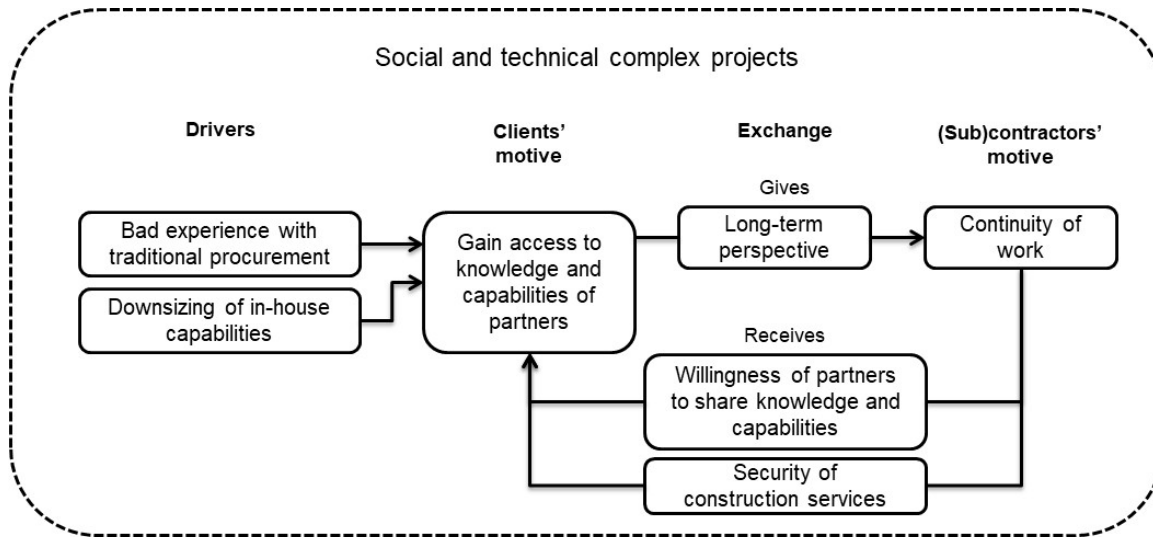 Social and technical complex projects
Drivers
Clients'
motive
Exchange
(Sub)contractors'
motive
Gives
Bad experience with
traditional procurement
Downsizing of in-house
capabilities
Gain access to
knowledge and
capabilities of
partners
Long-term
perspective
Continuity of
work
Receives
Willingness of partners
to share knowledge and
capabilities
Security of
construction services